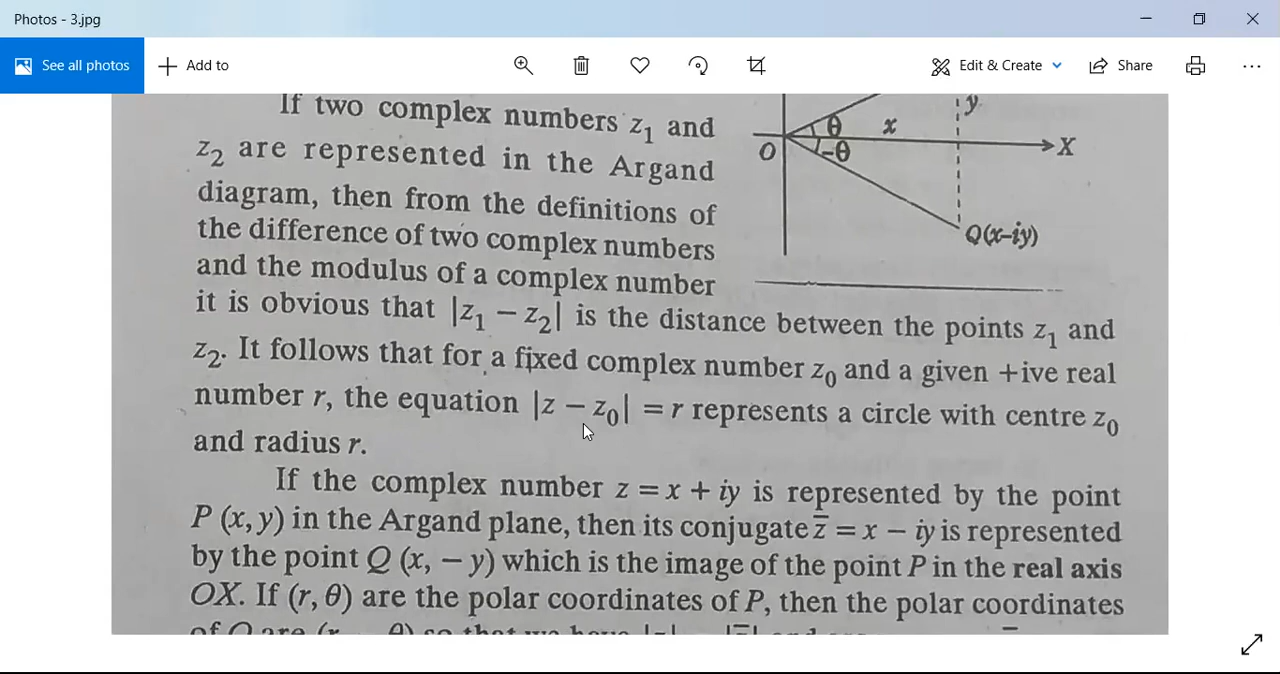 Photos - 3.jpg
See all photos
Add to
Edit & Create
Share
If two complex numbers z₁ and
z₂ are represented in the Argand
diagram, then from the definitions of
the difference of two complex numbers
and the modulus of a complex number
it is obvious that |z₁ − z₂| is the distance between the points z₁ and
z₂. It follows that for a fixed complex number z₀ and a given +ive real
number r, the equation |z − z₀| = r represents a circle with centre z₀
and radius r.
y
θ
x
X
O
-θ
Q(x-iy)
If the complex number z = x + iy is represented by the point
P (x, y) in the Argand plane, then its conjugate z̅ = x − iy is represented
by the point Q (x, − y) which is the image of the point P in the real axis
OX. If (r, θ) are the polar coordinates of P, then the polar coordinates